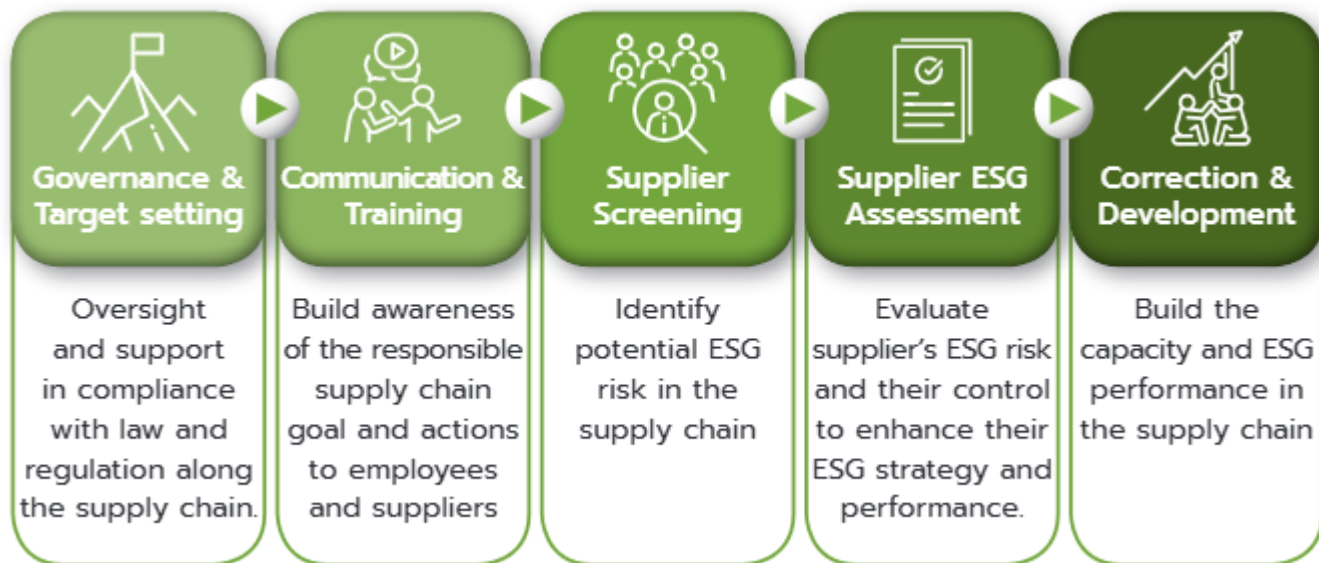 Governance &
Target setting
Oversight
and support
in compliance
with law and
regulation along
the supply chain.
Communication &
Training
Build awareness
of the responsible
supply chain
goal and actions
to employees
and suppliers
Supplier
Screening
Identify
potential ESG
risk in the
supply chain
Supplier ESG
Assessment
Evaluate
supplier's ESG risk
and their control
to enhance their
ESG strategy and
performance.
Correction &
Development
Build the
capacity and ESG
performance in
the supply chain